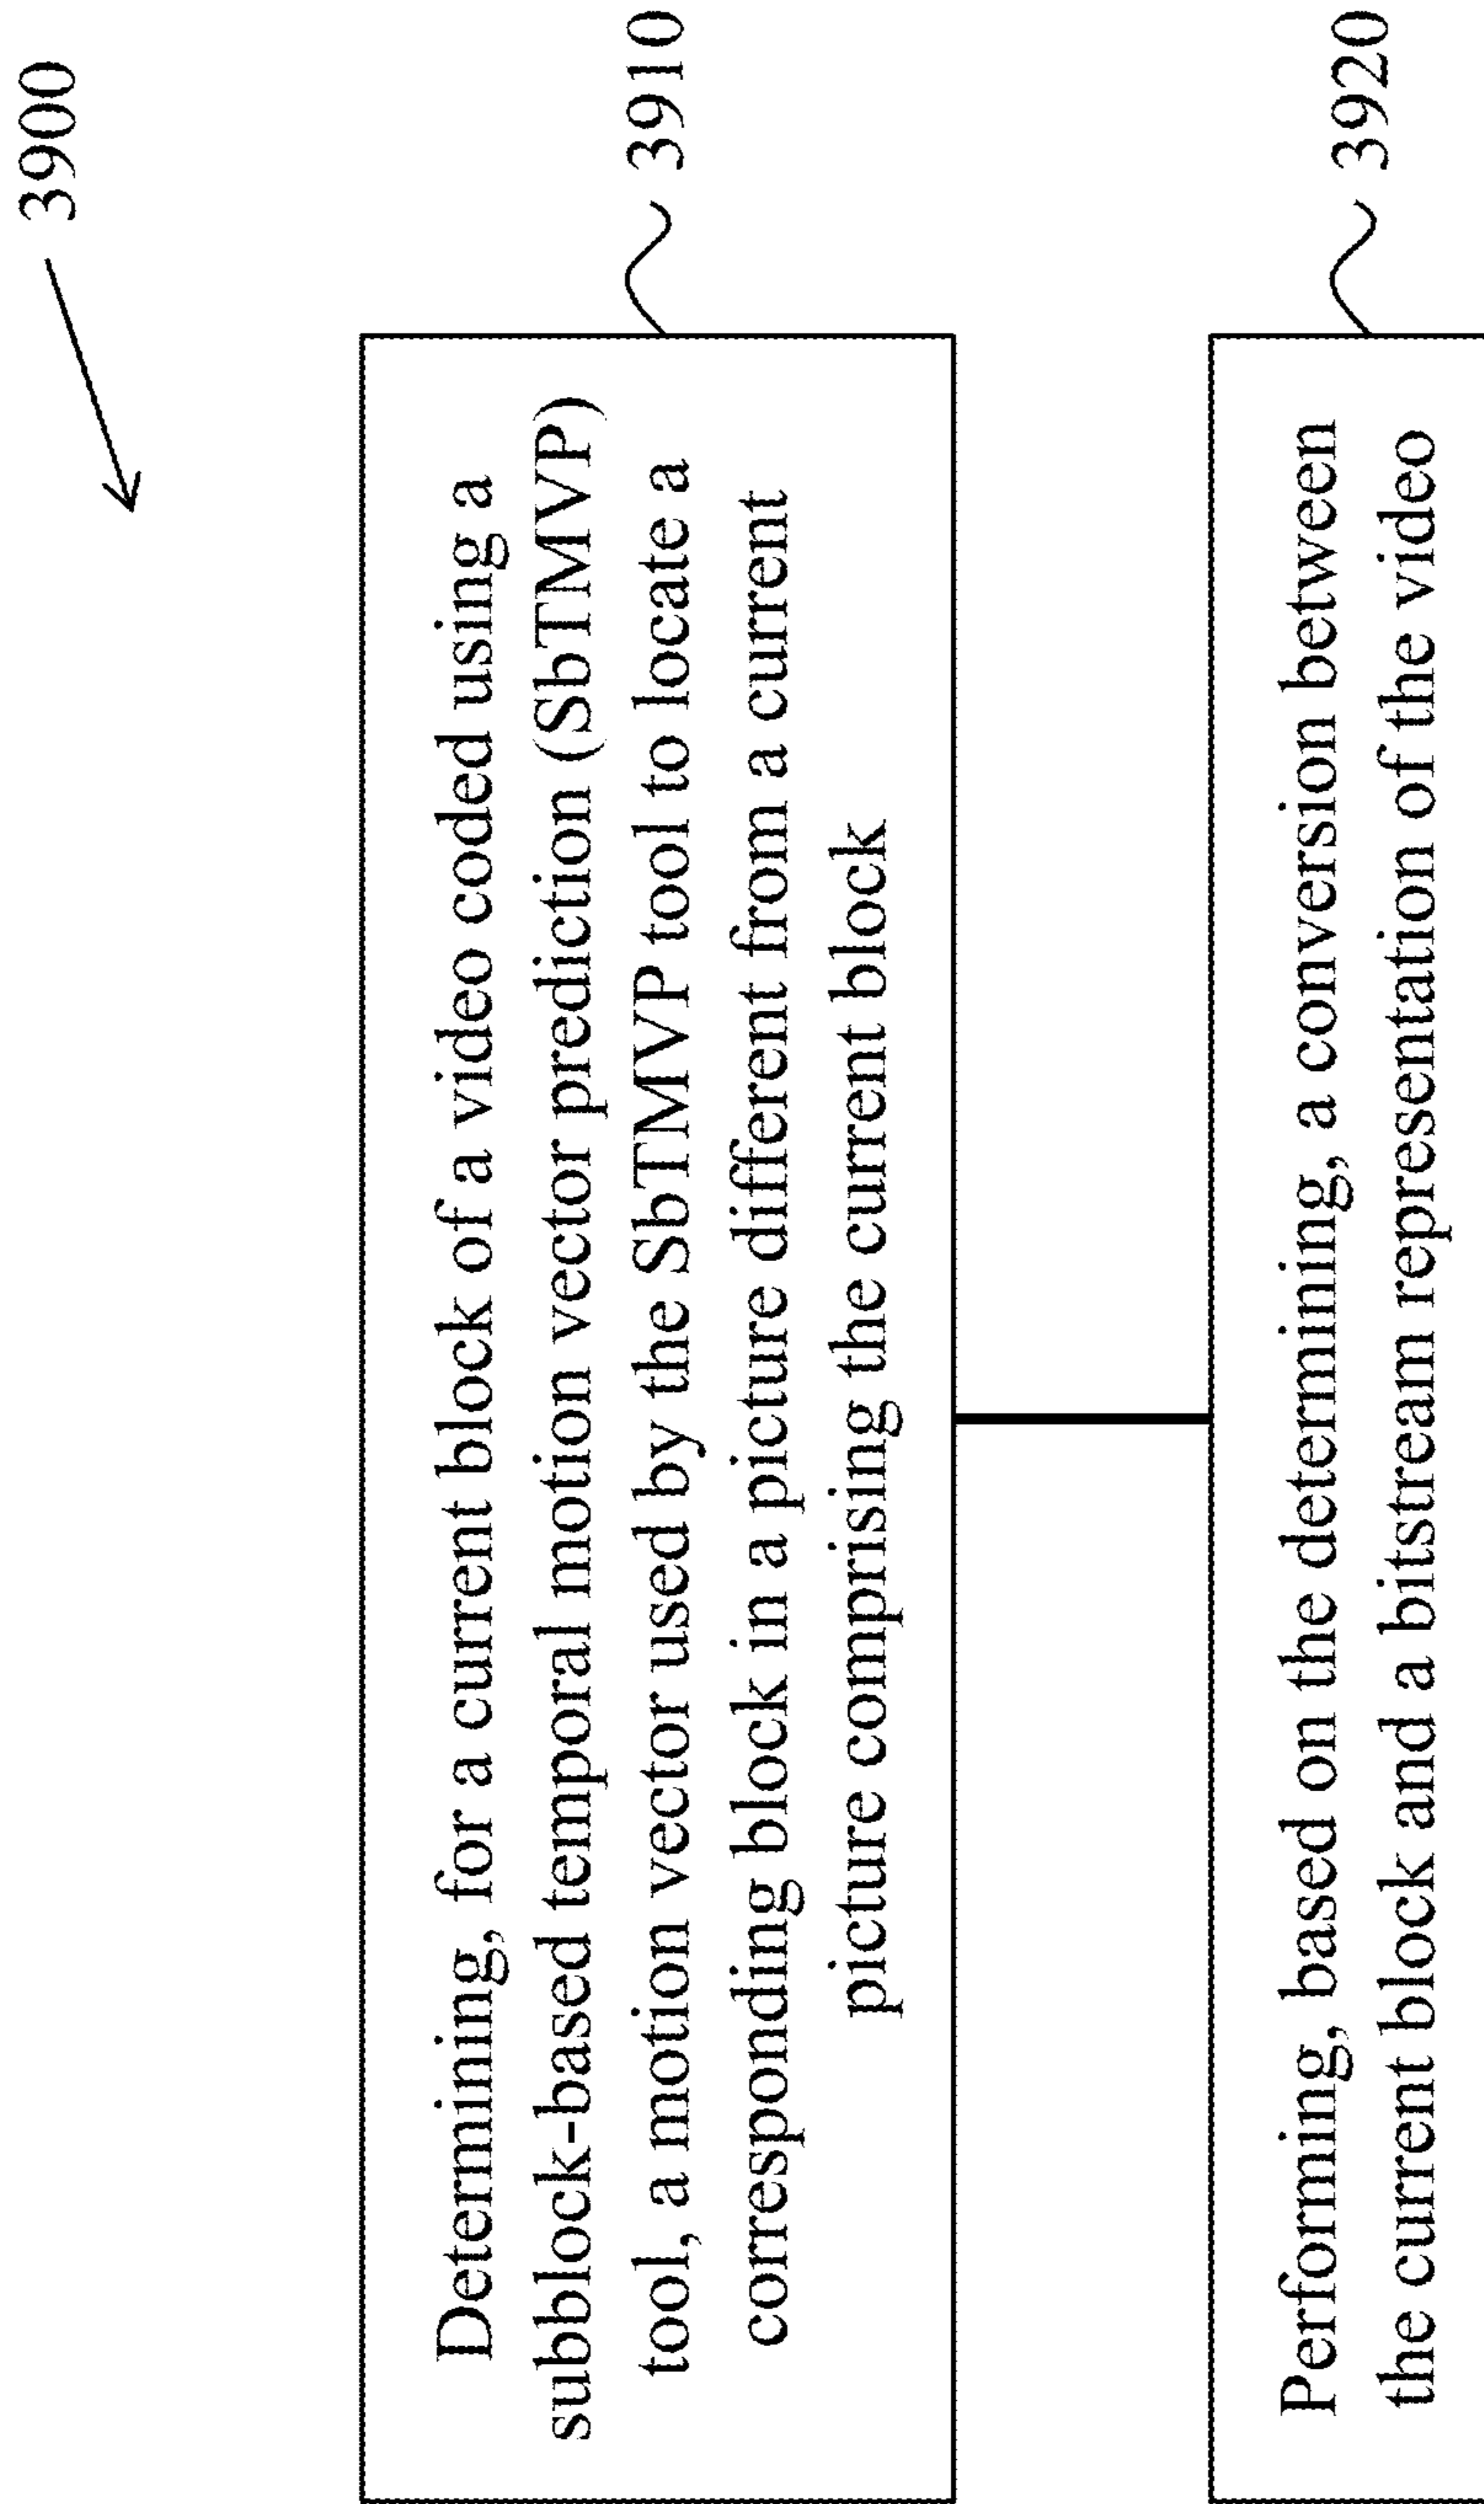 3900
Determining, for a current block of a video coded using a
subblock-based temporal motion vector prediction (SbTMVP)
tool, a motion vector used by the SbTMVP tool to locate a
corresponding block in a picture different from a current
picture comprising the current block
3910
Performing, based on the determining, a conversion between
the current block and a bitstream representation of the video
3920